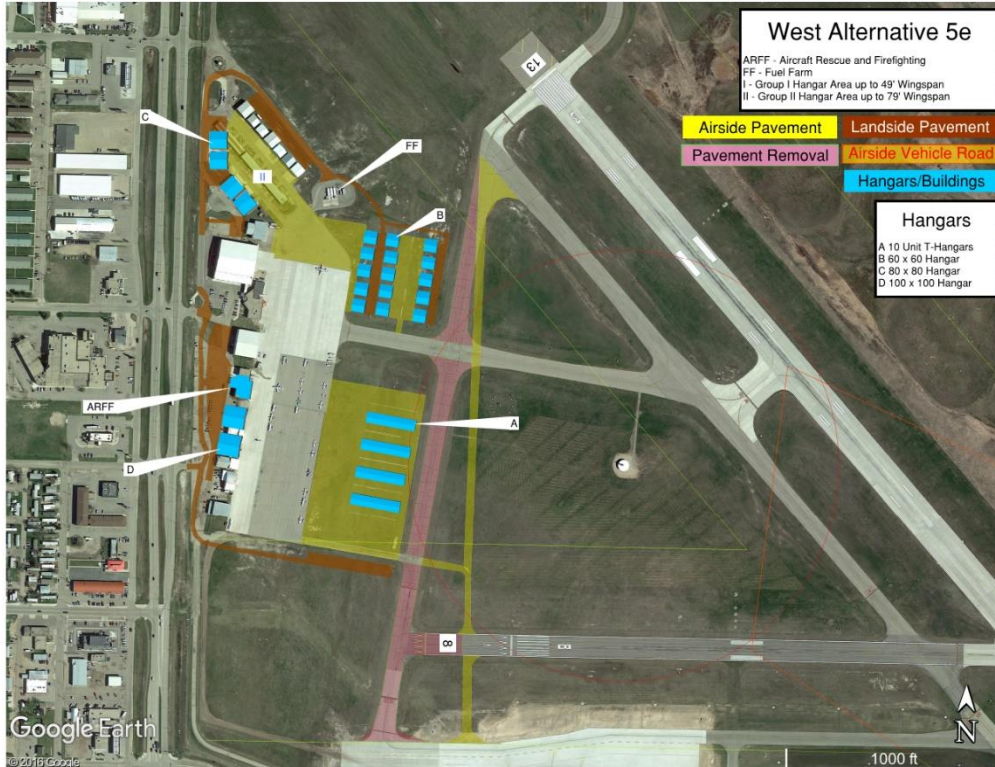 West Alternative 5e
ARFF - Aircraft Rescue and Firefighting
FF - Fuel Farm
I - Group I Hangar Area up to 49' Wingspan
II - Group II Hangar Area up to 79' Wingspan
Airside Pavement
Landside Pavement
Pavement Removal
Airside Vehicle Road
Hangars/Buildings
Hangars
A 10 Unit T-Hangars
B 60 x 60 Hangar
C 80 x 80 Hangar
D 100 x 100 Hangar
13
C
FF
II
B
ARFF
A
D
8
8
Google Earth
© 2016 Google
N
1000 ft